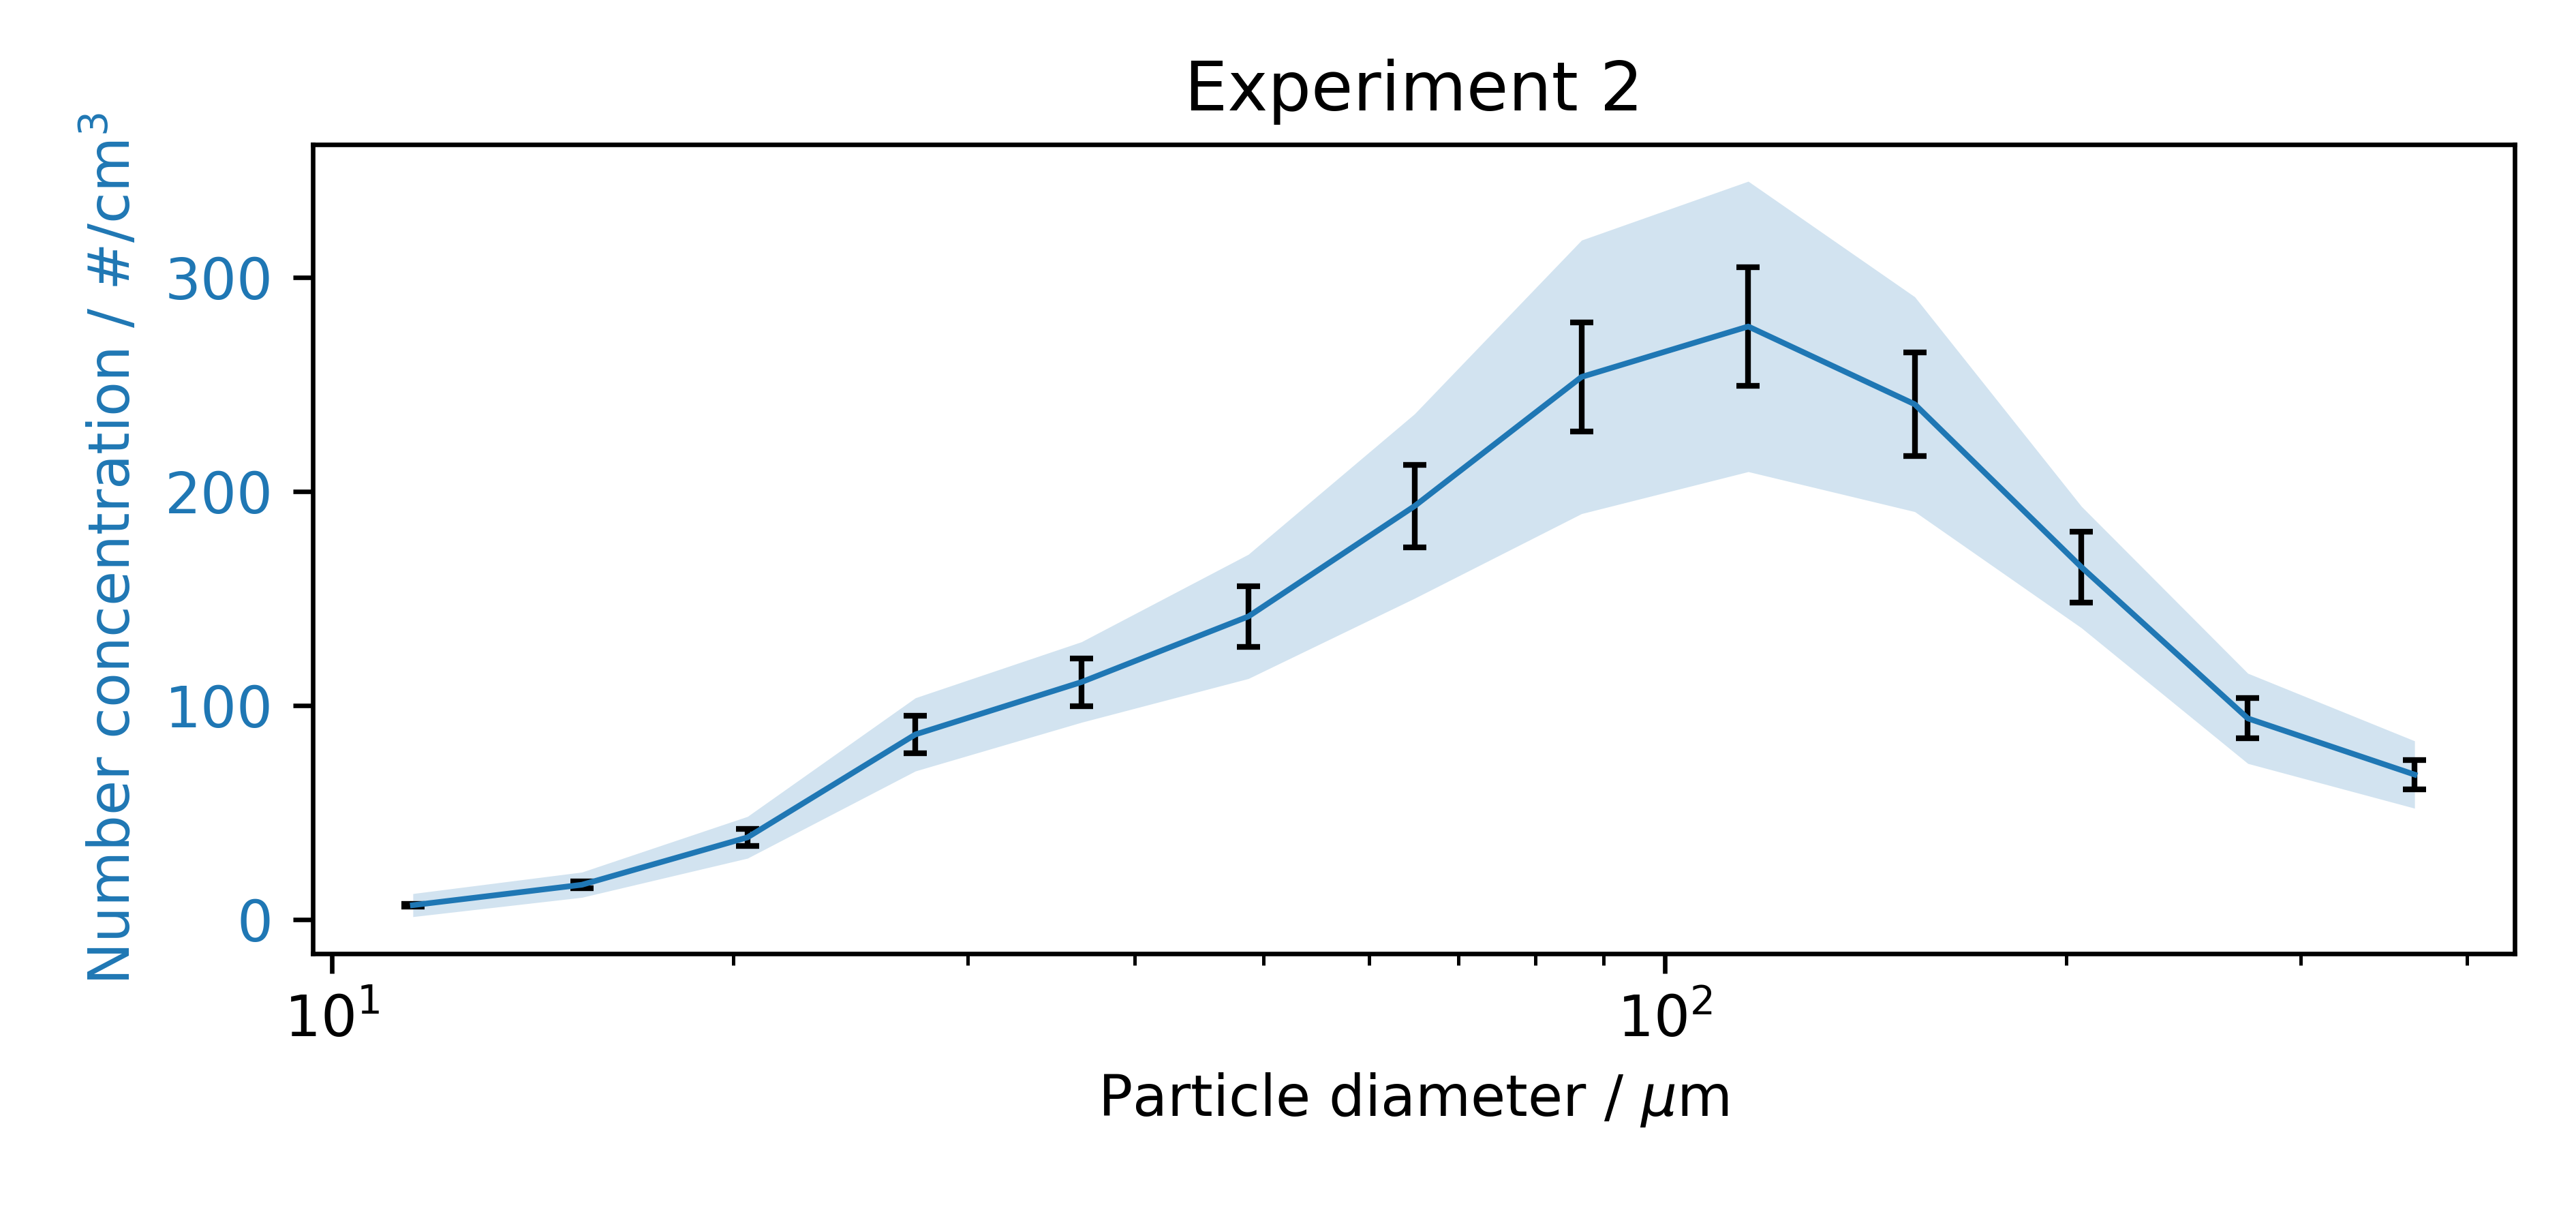 Experiment 2
Number concentration / #/cm³
300
200
100
0
10¹ 10²
Particle diameter / μm